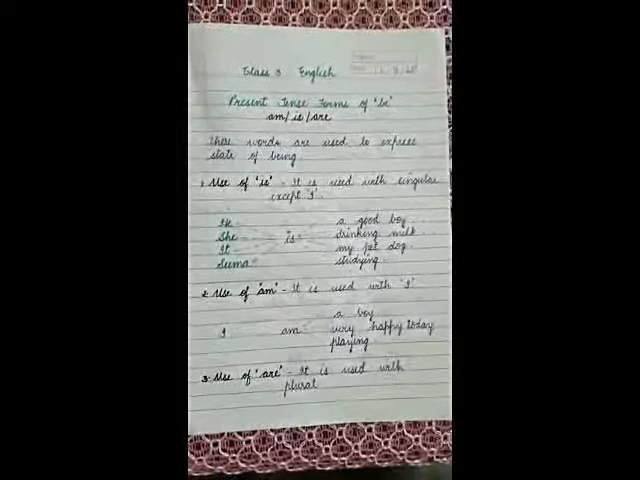 Class 3 English
Present Tense Forms of 'be'
am/is/are
These words are used to express
state of being
1. Use of 'is' - It is used with singular
except 'I'.
He a good boy.
She is drinking milk.
It my pet dog.
Seema studying.
2. Use of 'am' - It is used with 'I'
a boy
I am very happy today
playing
3. Use of 'are' - It is used with
plural